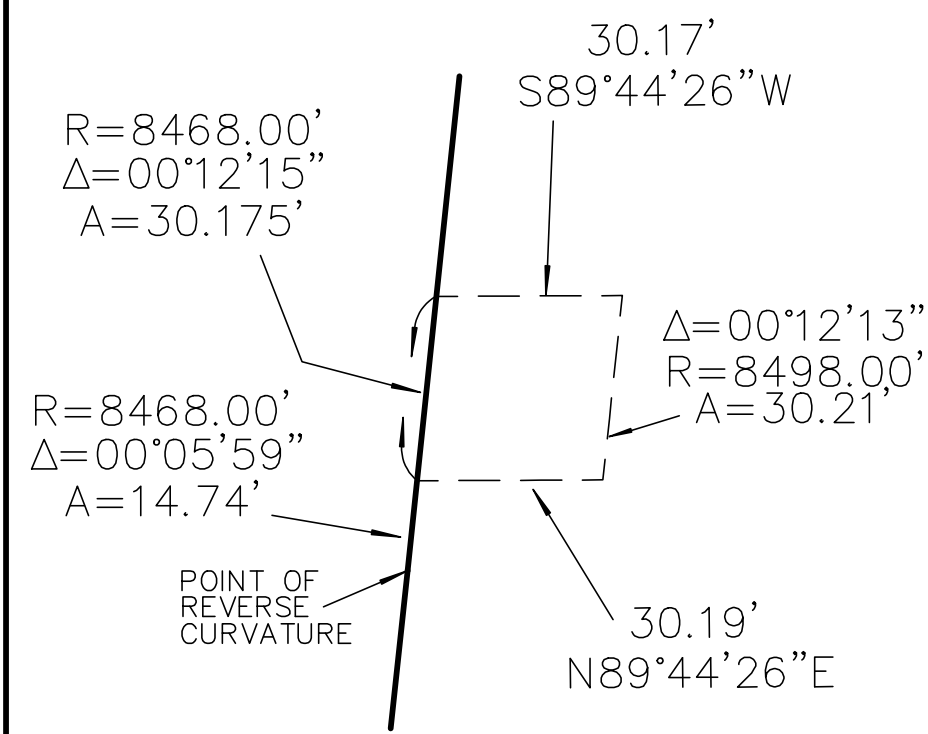 30.17'
S89°44'26"W
R=8468.00'
Δ=00°12'15"
A=30.175'
Δ=00°12'13"
R=8498.00'
A=30.21'
R=8468.00'
Δ=00°05'59"
A=14.74'
POINT OF
REVERSE
CURVATURE
30.19'
N89°44'26"E